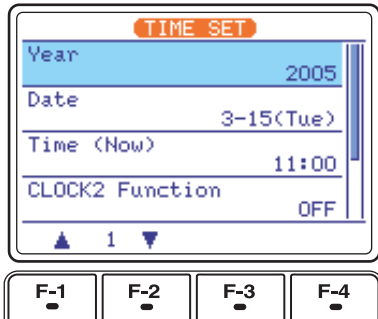 TIME SET
Year
2005
Date
3-15(Tue)
Time (Now)
11:00
CLOCK2 Function
OFF
▲ 1 ▼
F-1 F-2 F-3 F-4